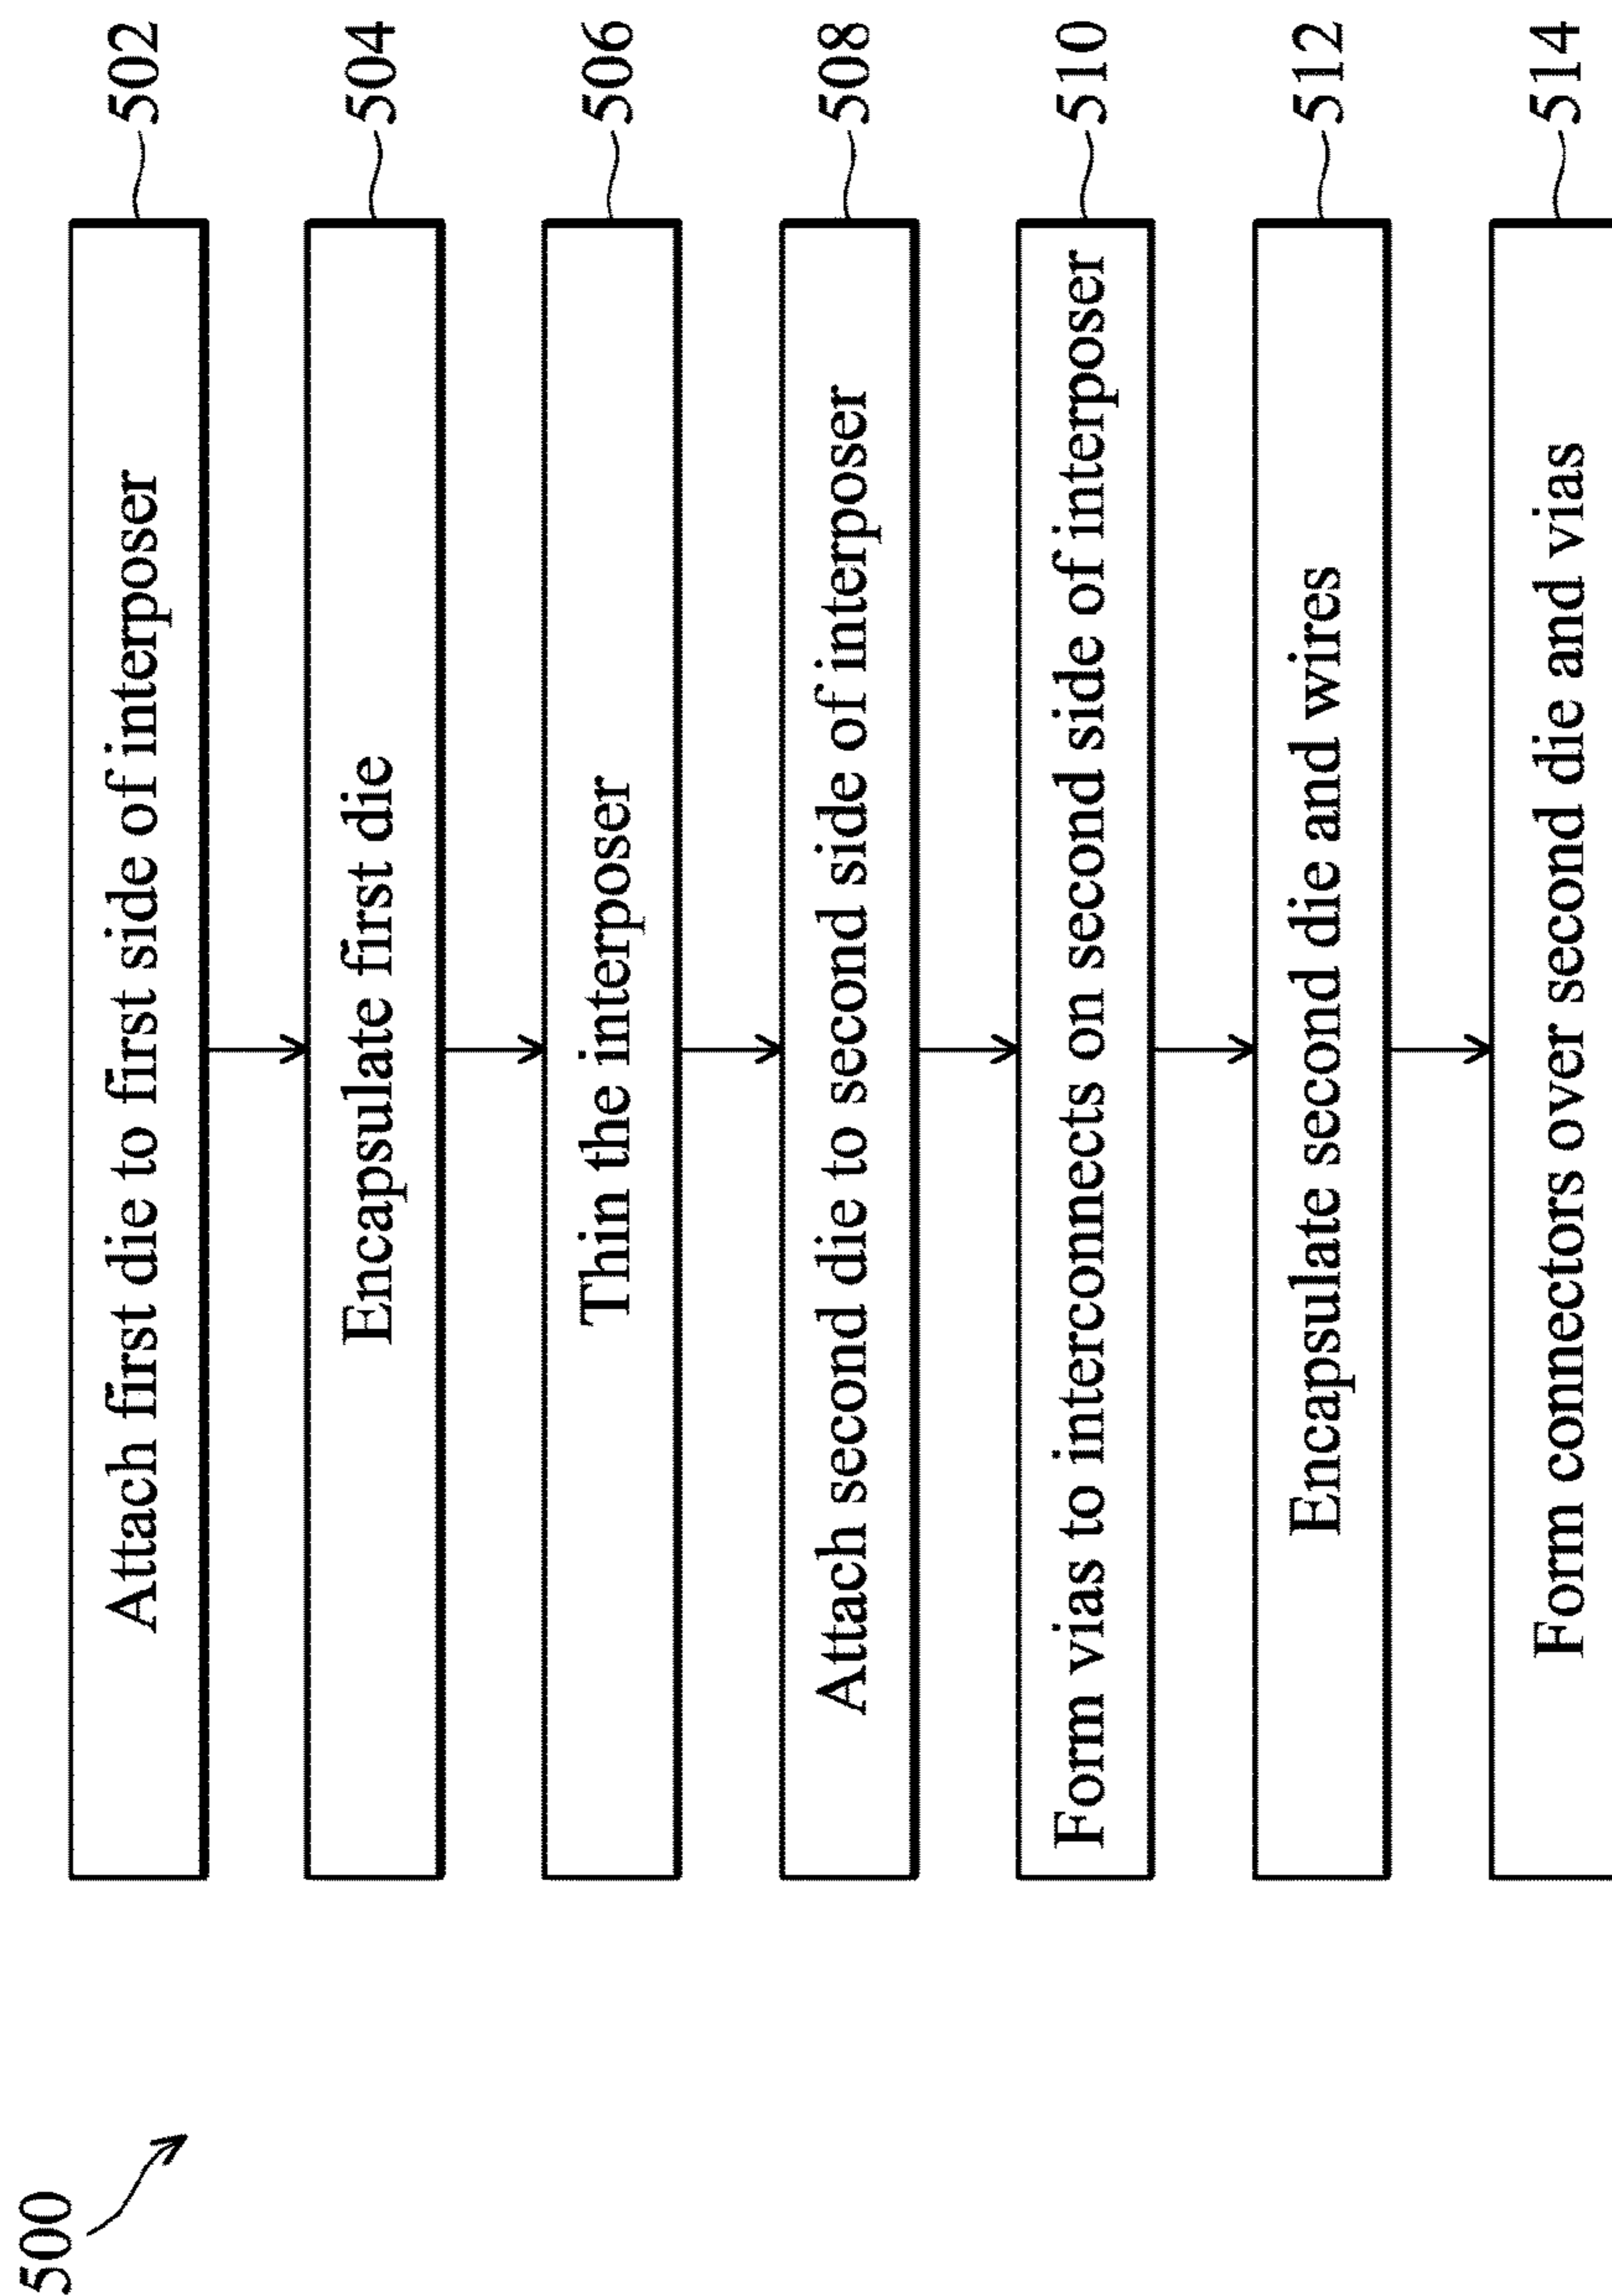 500
Attach first die to first side of interposer 502
Encapsulate first die 504
Thin the interposer 506
Attach second die to second side of interposer 508
Form vias to interconnects on second side of interposer 510
Encapsulate second die and wires 512
Form connectors over second die and vias 514